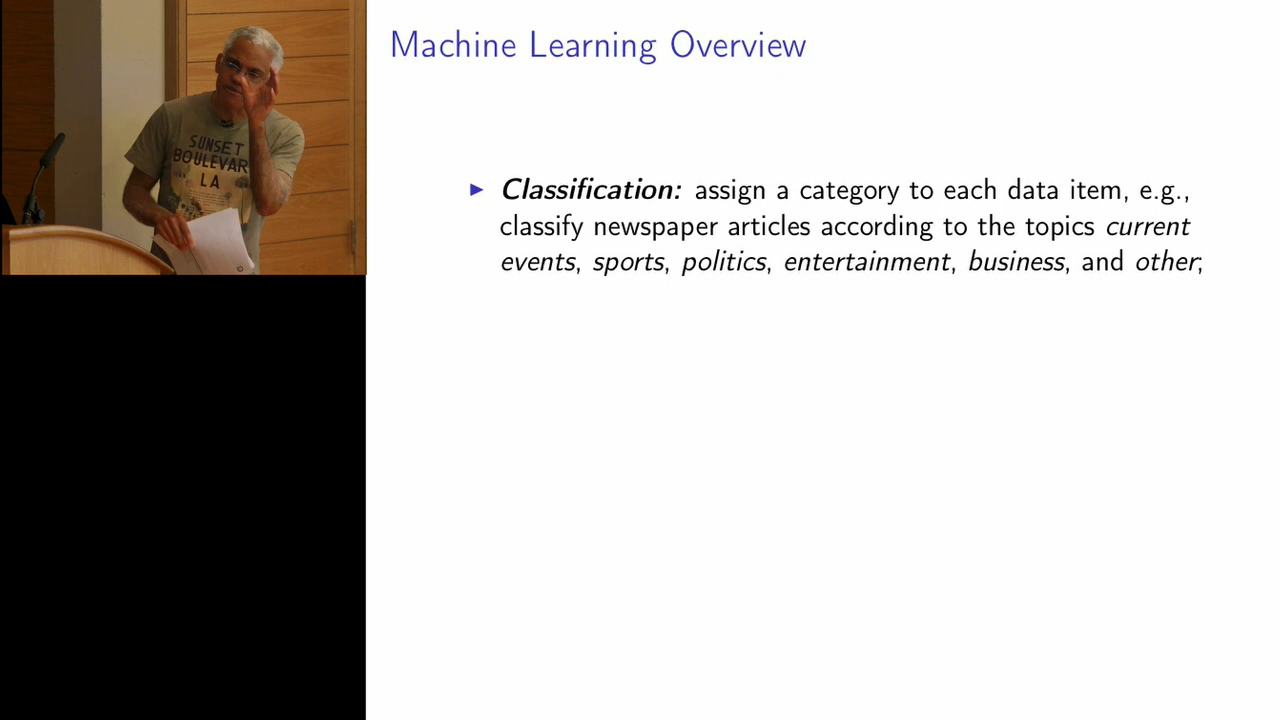 Machine Learning Overview
SUNSET
BOULEVAR
LA
Classification: assign a category to each data item, e.g.,
classify newspaper articles according to the topics current
events, sports, politics, entertainment, business, and other;